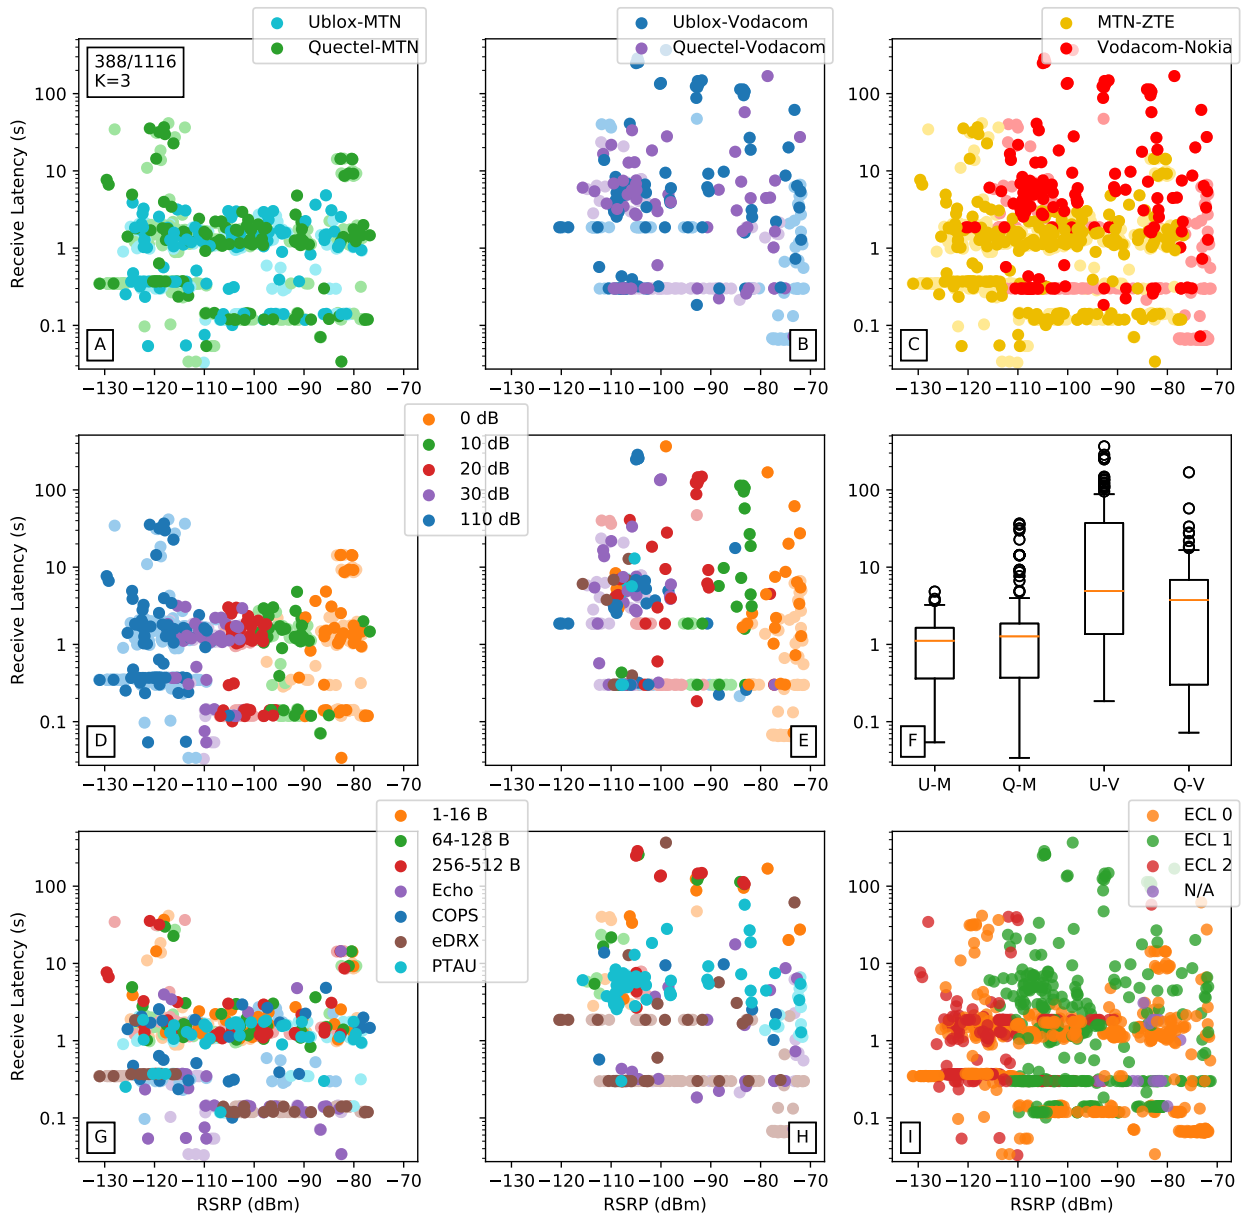 Ublox-MTN
Quectel-MTN
Ublox-Vodacom
Quectel-Vodacom
MTN-ZTE
Vodacom-Nokia
388/1116
K=3
Receive Latency (s)
100
10
1
0.1
A
B
C
−130 −120 −110 −100 −90 −80 −70
−130 −120 −110 −100 −90 −80 −70
−130 −120 −110 −100 −90 −80 −70
0 dB
10 dB
20 dB
30 dB
110 dB
Receive Latency (s)
100
10
1
0.1
D
E
F
−130 −120 −110 −100 −90 −80 −70
−130 −120 −110 −100 −90 −80 −70
U-M Q-M U-V Q-V
1-16 B
64-128 B
256-512 B
Echo
COPS
eDRX
PTAU
ECL 0
ECL 1
ECL 2
N/A
Receive Latency (s)
100
10
1
0.1
G
H
I
−130 −120 −110 −100 −90 −80 −70
−130 −120 −110 −100 −90 −80 −70
−130 −120 −110 −100 −90 −80 −70
RSRP (dBm)
RSRP (dBm)
RSRP (dBm)